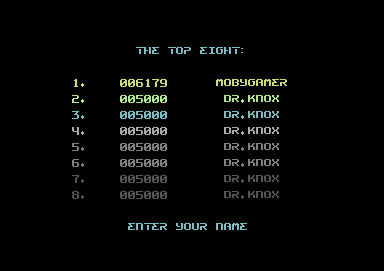 THE TOP EIGHT:
1. 006179 MOBYGAMER
2. 005000 DR.KNOX
3. 005000 DR.KNOX
4. 005000 DR.KNOX
5. 005000 DR.KNOX
6. 005000 DR.KNOX
7. 005000 DR.KNOX
8. 005000 DR.KNOX
ENTER YOUR NAME